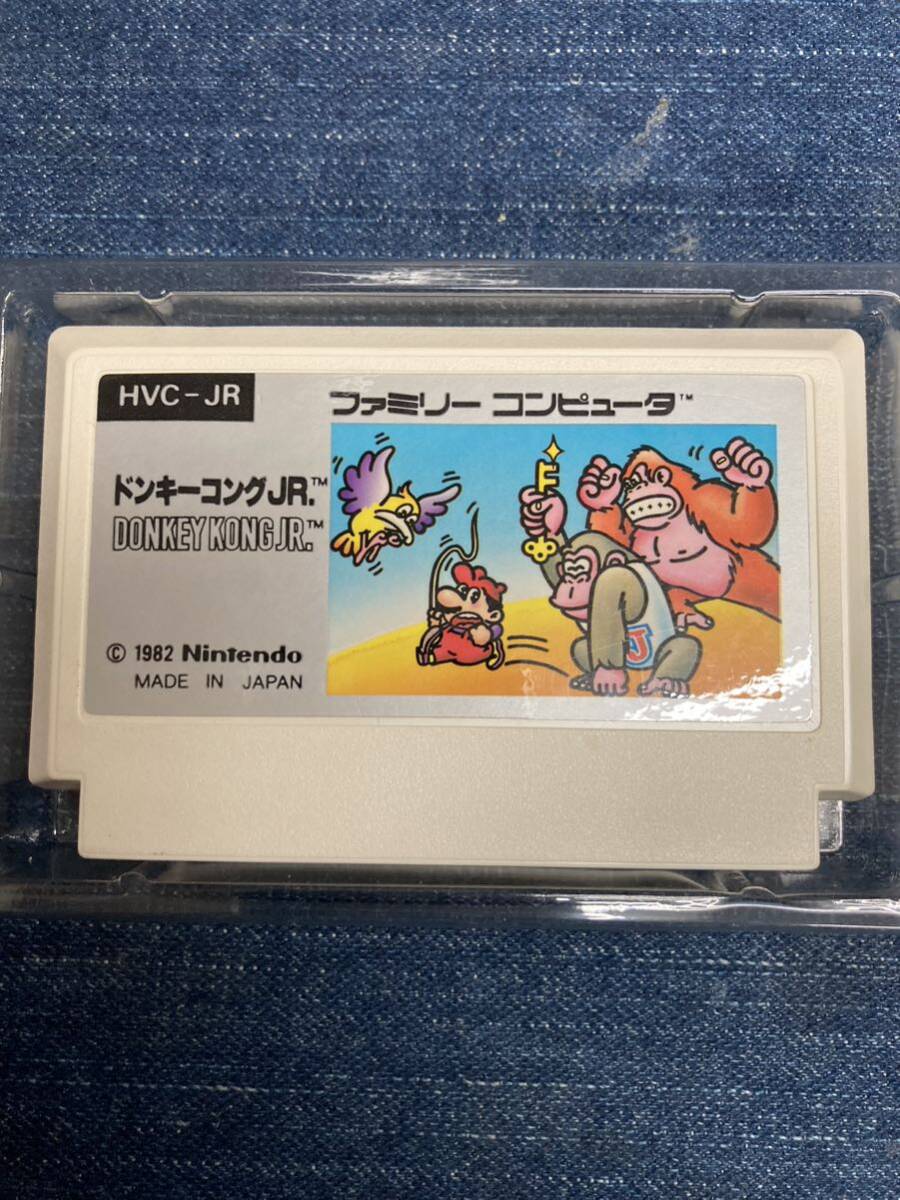 HVC-JR
ファミリー コンピュータ™
ドンキーコングJR.™
DONKEY KONG JR.™
J
© 1982 Nintendo
MADE IN JAPAN